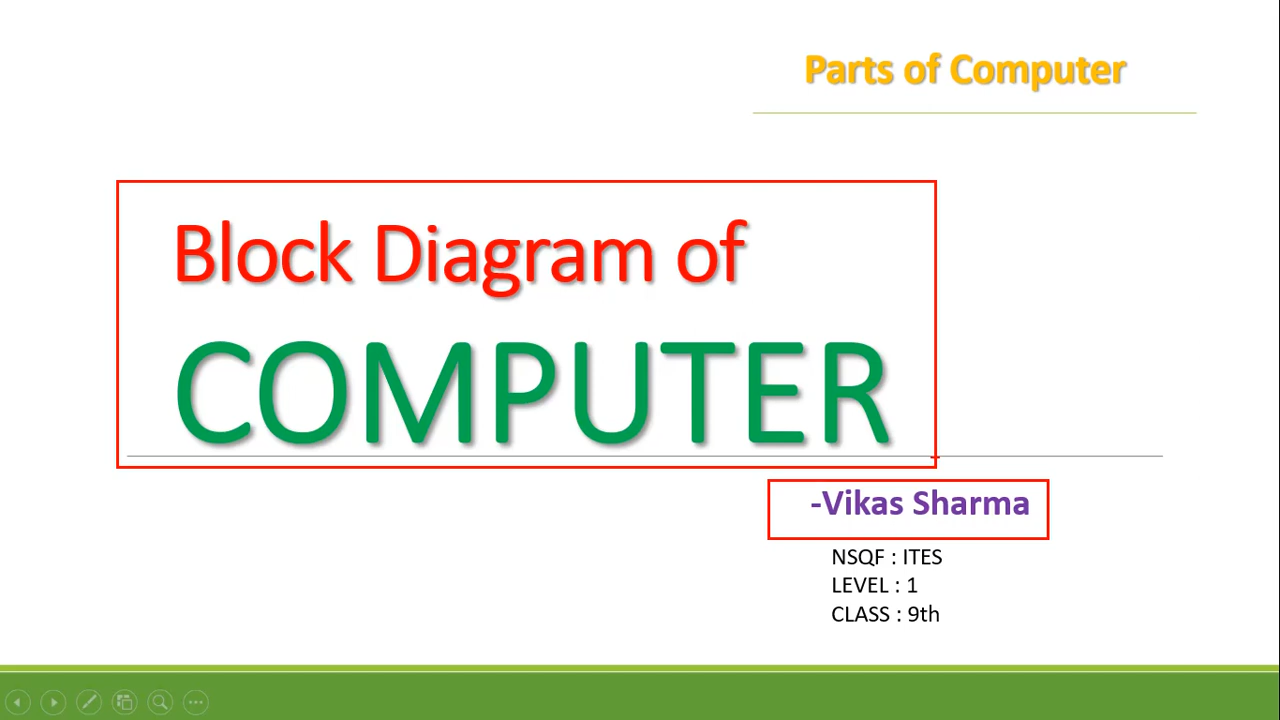 Parts of Computer
Block Diagram of
COMPUTER
-Vikas Sharma
NSQF : ITES
LEVEL : 1
CLASS : 9th